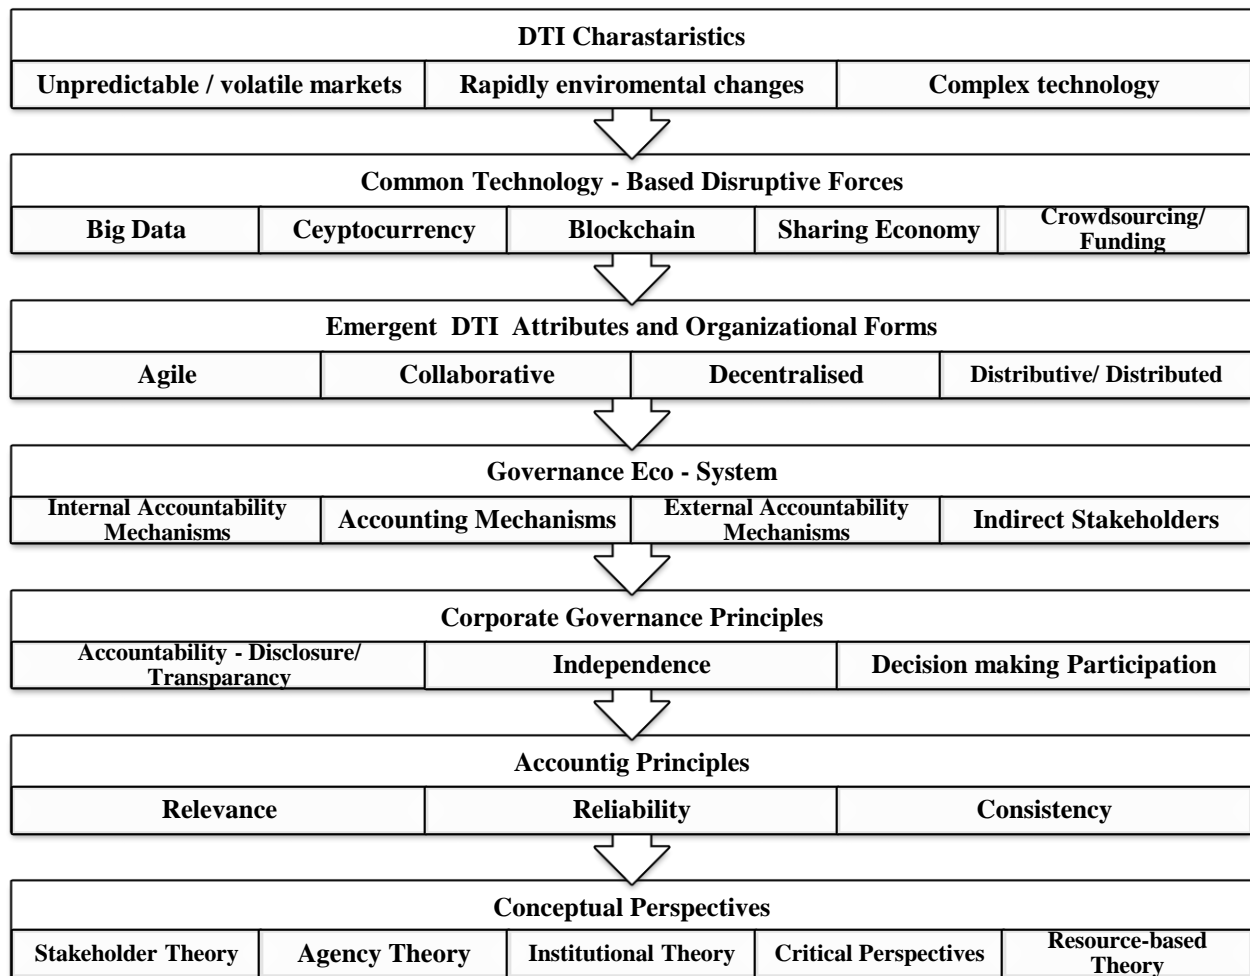 DTI Charastaristics
Unpredictable / volatile markets
Rapidly enviromental changes
Complex technology
Common Technology - Based Disruptive Forces
Big Data
Ceyptocurrency
Blockchain
Sharing Economy
Crowdsourcing/
Funding
Emergent DTI Attributes and Organizational Forms
Agile
Collaborative
Decentralised
Distributive/ Distributed
Governance Eco - System
Internal Accountability
Mechanisms
Accounting Mechanisms
External Accountability
Mechanisms
Indirect Stakeholders
Corporate Governance Principles
Accountability - Disclosure/
Transparancy
Independence
Decision making Participation
Accountig Principles
Relevance
Reliability
Consistency
Conceptual Perspectives
Stakeholder Theory
Agency Theory
Institutional Theory
Critical Perspectives
Resource-based
Theory